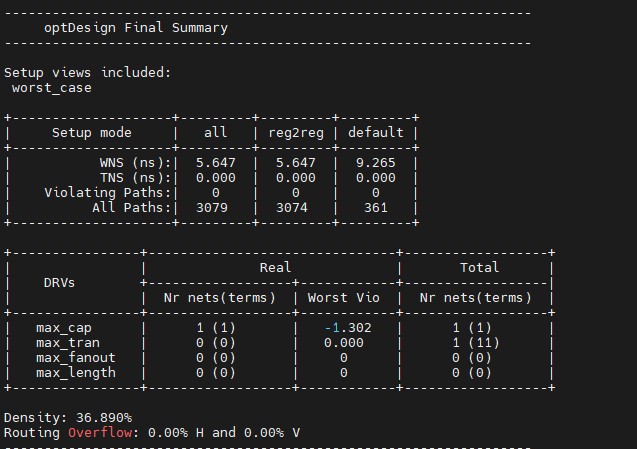 ------------------------------------------------------------------
     optDesign Final Summary
------------------------------------------------------------------

Setup views included:
 worst_case

+--------------------+---------+---------+---------+
|     Setup mode     |   all   | reg2reg | default |
+--------------------+---------+---------+---------+
|           WNS (ns):|  5.647  |  5.647  |  9.265  |
|           TNS (ns):|  0.000  |  0.000  |  0.000  |
|    Violating Paths:|    0    |    0    |    0    |
|          All Paths:|  3079   |  3074   |   361   |
+--------------------+---------+---------+---------+

+----------------+-------------------------------+------------------+
|                |              Real             |       Total      |
|    DRVs        +------------------+------------+------------------|
|                |  Nr nets(terms)  | Worst Vio  |  Nr nets(terms)  |
+----------------+------------------+------------+------------------+
|   max_cap      |      1 (1)       |   -1.302   |      1 (1)       |
|   max_tran     |      0 (0)       |   0.000    |      1 (11)      |
|   max_fanout   |      0 (0)       |     0      |      0 (0)       |
|   max_length   |      0 (0)       |     0      |      0 (0)       |
+----------------+------------------+------------+------------------+

Density: 36.890%
Routing Overflow: 0.00% H and 0.00% V
------------------------------------------------------------------